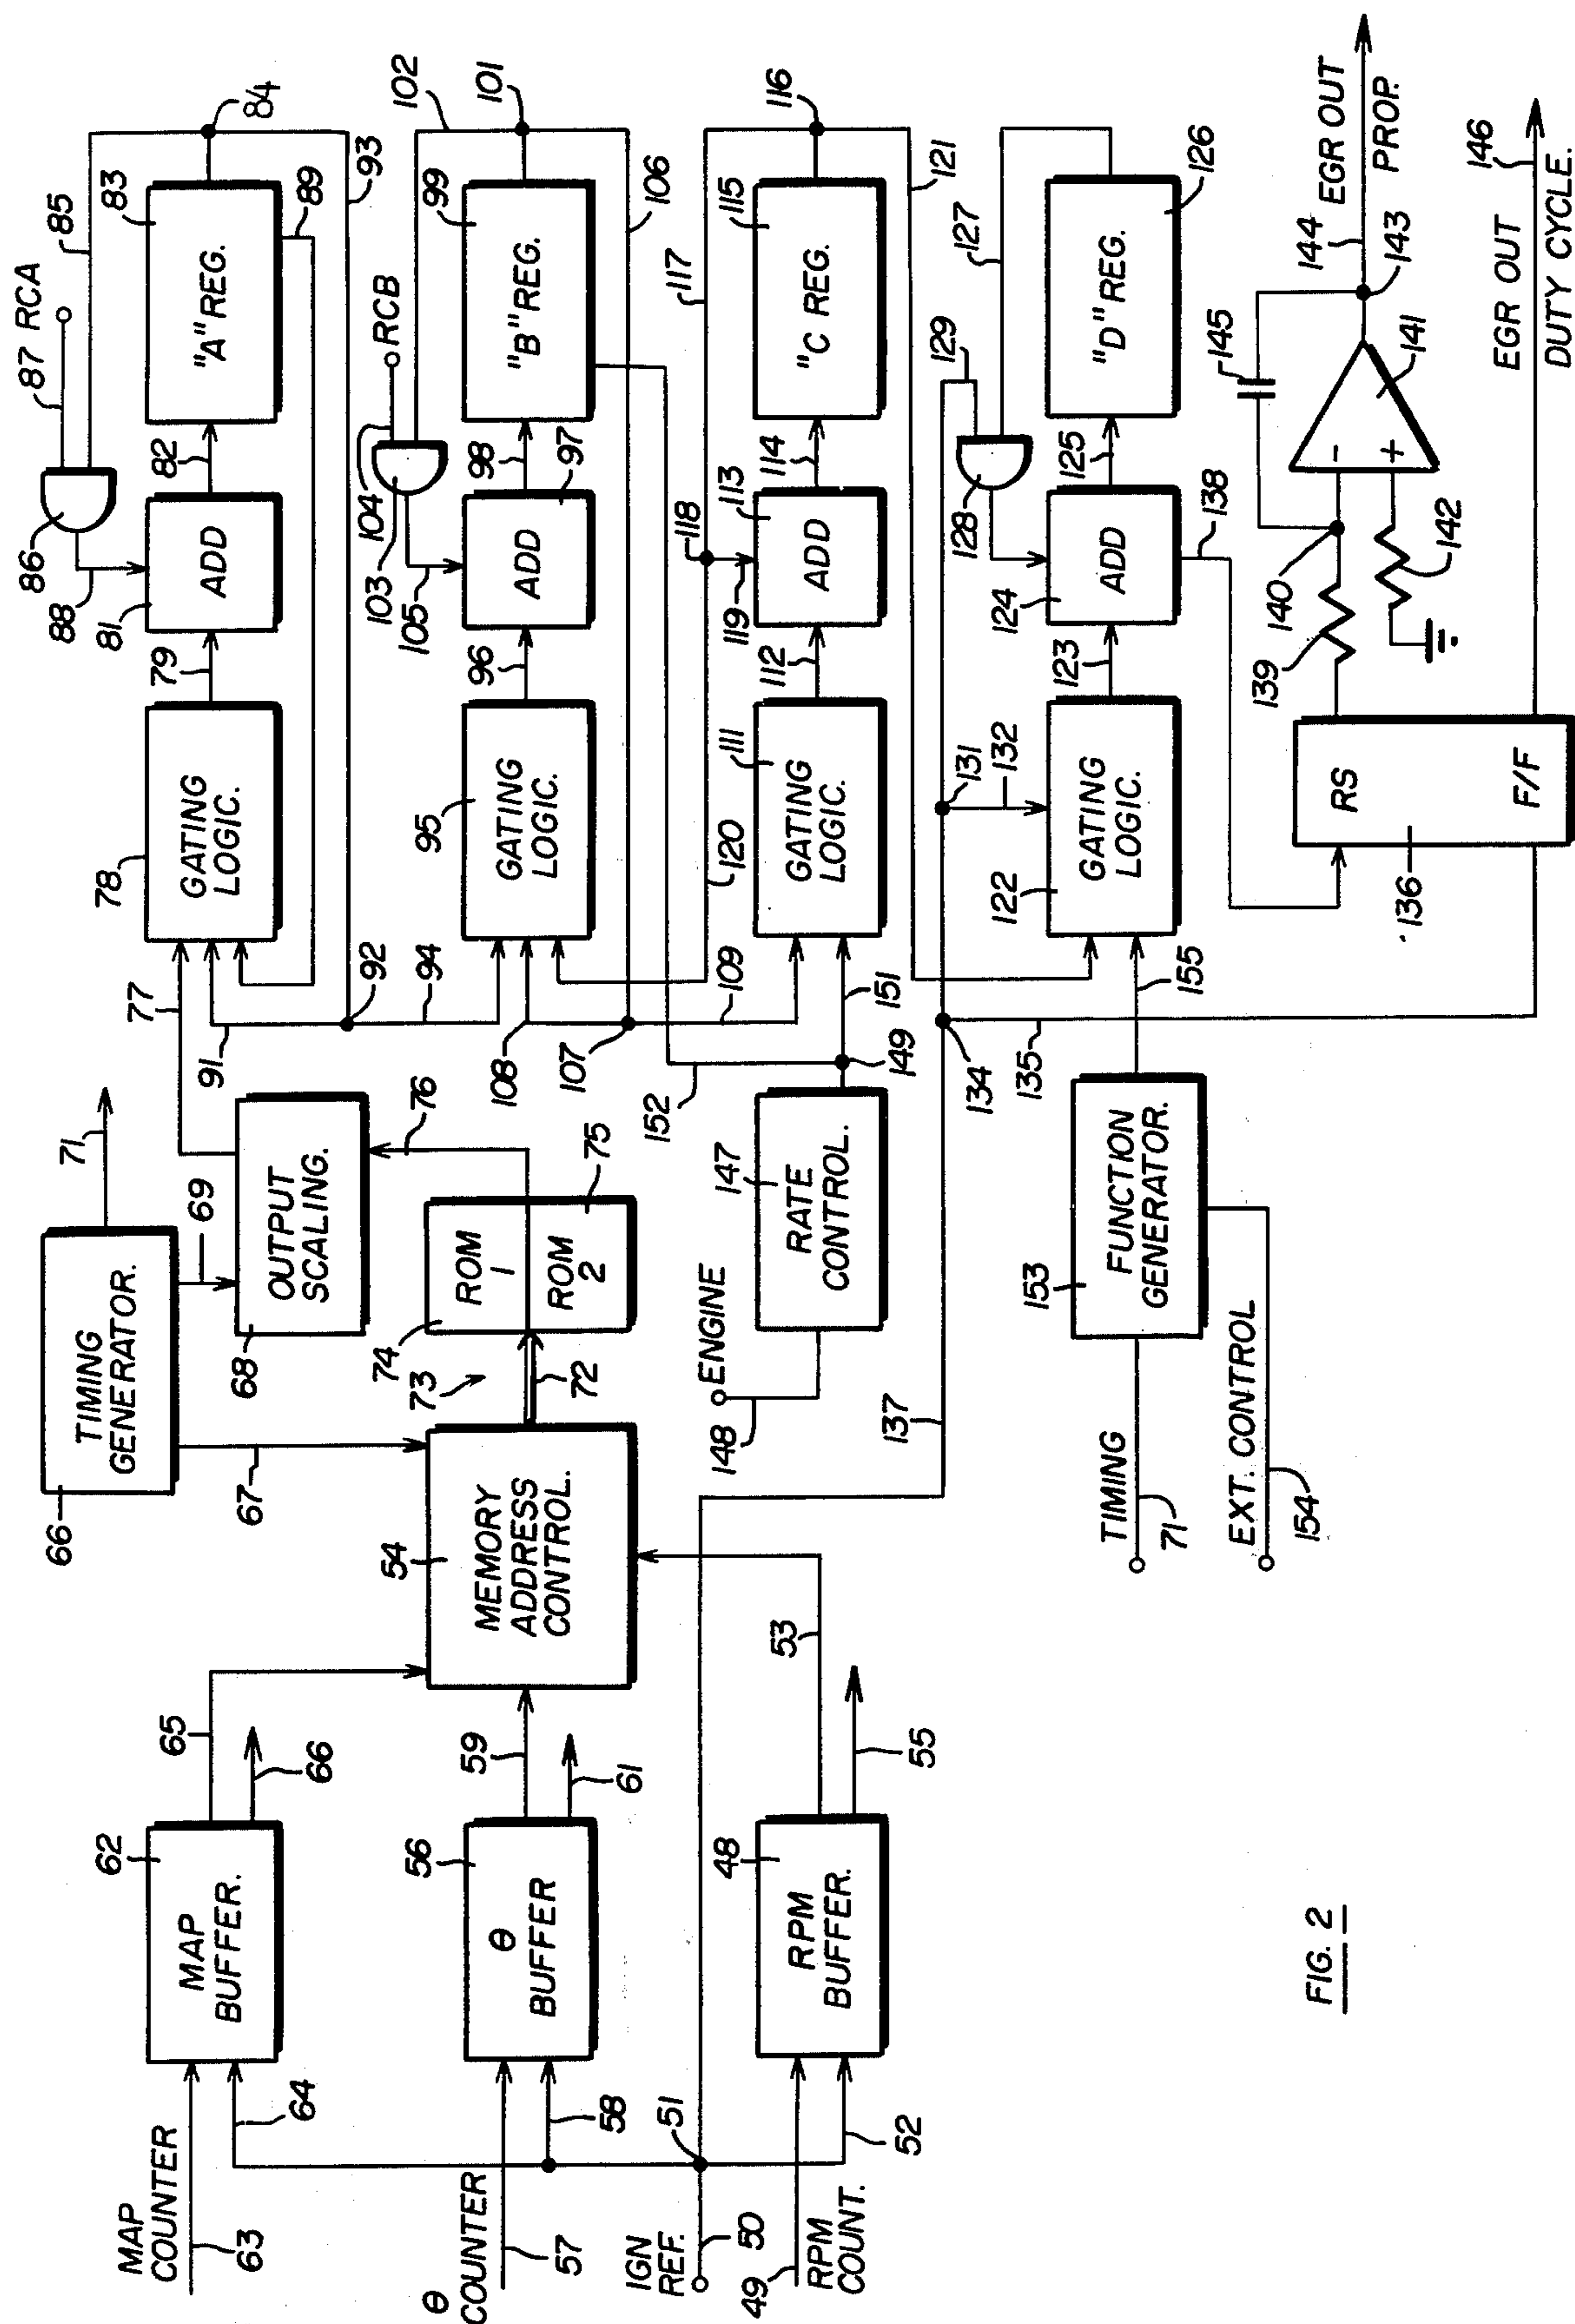 87 RCA
85
86
88
81
ADD
82
83
"A" REG.
84
89
93
79
78
GATING
LOGIC.
77
91
92
94
102
101
104
RCB
103
105
98
97
ADD
99
"B" REG.
106
96
95
GATING
LOGIC.
108
107
109
152
116
117
118
119
113
ADD
114
115
"C REG.
121
112
111
120
GATING
LOGIC.
151
149
129
127
128
124
ADD
125
"D" REG.
126
138
123
122
131
132
GATING
LOGIC.
155
134
135
EGR OUT
PROP.
144
143
145
141
-
+
140
139
142
RS
F/F
136
146
EGR OUT
DUTY CYCLE.
71
66
TIMING
GENERATOR.
69
67
68
OUTPUT
SCALING.
76
75
ROM
1
ROM
2
74
73
72
54
MEMORY
ADDRESS
CONTROL.
147
RATE
CONTROL.
ENGINE
148
137
153
FUNCTION
GENERATOR.
TIMING
71
EXT. CONTROL
154
65
66
62
MAP
BUFFER.
MAP
COUNTER
63
64
59
61
56
Θ
BUFFER
Θ
COUNTER
57
58
53
55
48
RPM
BUFFER.
51
52
IGN
REF.
50
49
RPM
COUNT.
FIG. 2